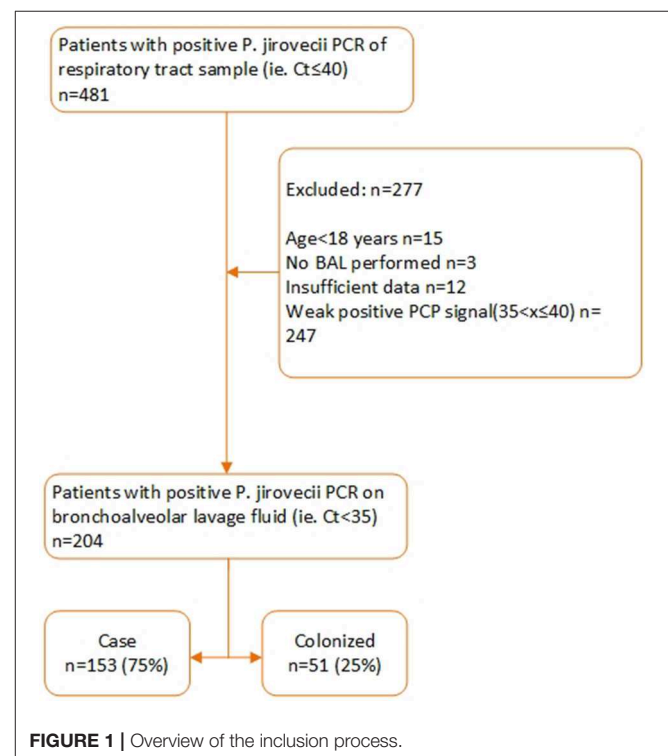 Patients with positive P. jirovecii PCR of
respiratory tract sample (ie. Ct≤40)
n=481
Excluded: n=277
Age<18 years n=15
No BAL performed n=3
Insufficient data n=12
Weak positive PCP signal(35<x≤40) n=
247
Patients with positive P. jirovecii PCR on
bronchoalveolar lavage fluid (ie. Ct<35)
n=204
Case
n=153 (75%)
Colonized
n=51 (25%)
FIGURE 1 | Overview of the inclusion process.